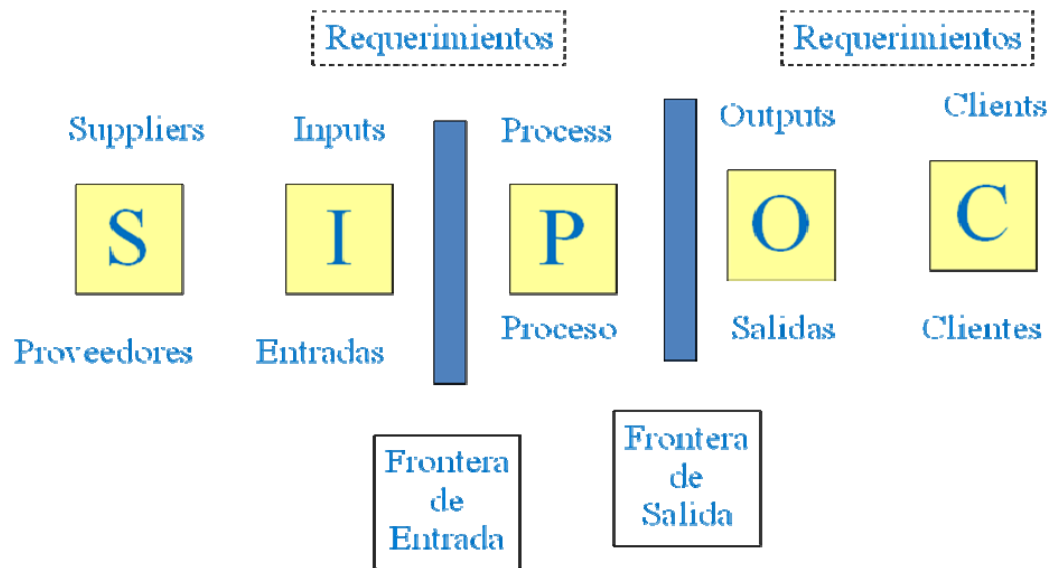 Requerimientos
Requerimientos
Suppliers
Inputs
Process
Outputs
Clients
S
I
P
O
C
Proveedores
Entradas
Proceso
Salidas
Clientes
Frontera
de
Entrada
Frontera
de
Salida